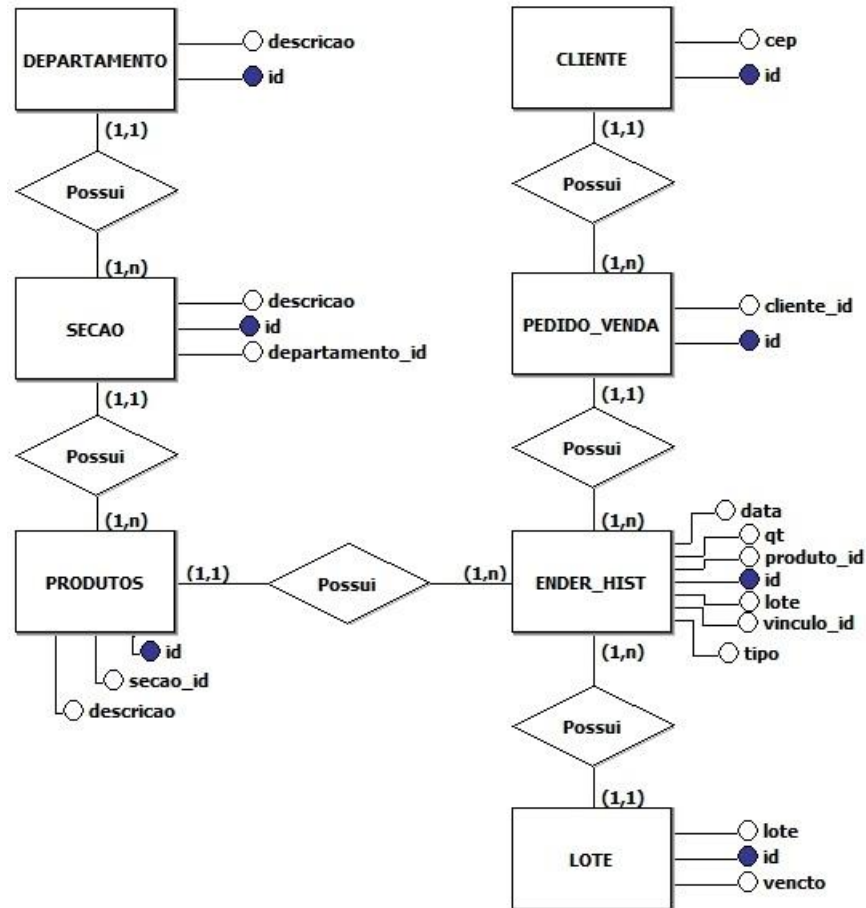 DEPARTAMENTO
descricao
id
(1,1)
Possui
(1,n)
SECAO
descricao
id
departamento_id
(1,1)
Possui
(1,n)
PRODUTOS
id
secao_id
descricao
(1,1)
Possui
(1,n)
CLIENTE
cep
id
(1,1)
Possui
(1,n)
PEDIDO_VENDA
cliente_id
id
(1,1)
Possui
(1,n)
ENDER_HIST
data
qt
produto_id
id
lote
vinculo_id
tipo
(1,n)
Possui
(1,1)
LOTE
lote
id
vencto